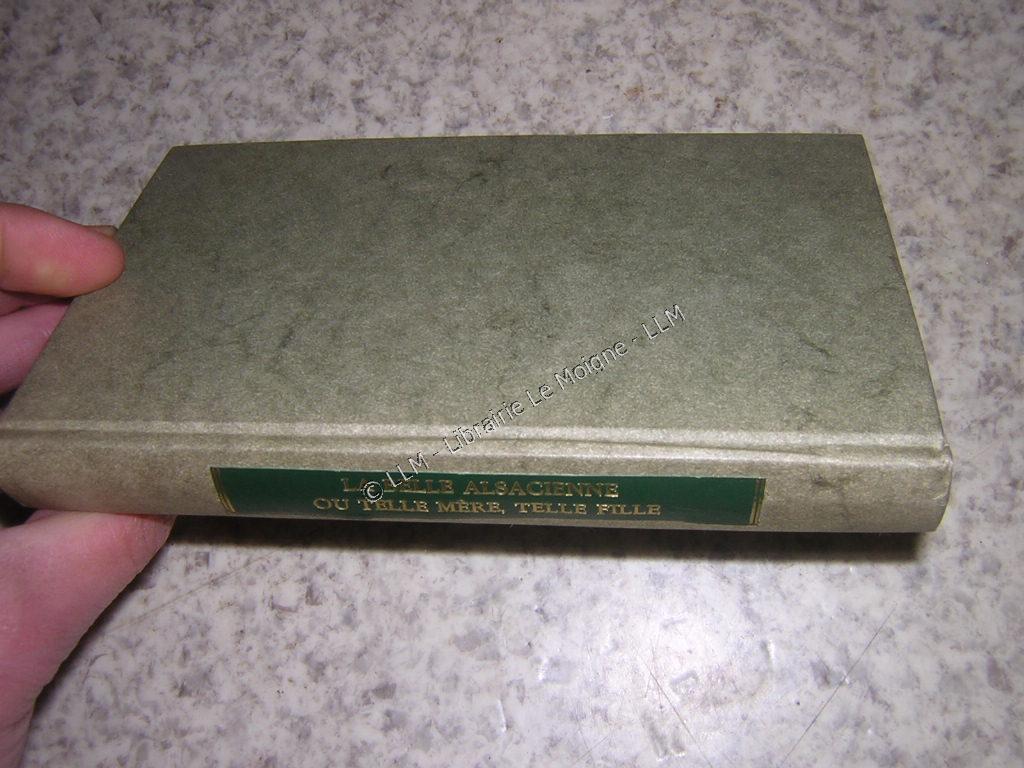 LA BELLE ALSACIENNE
OU TELLE MÈRE, TELLE FILLE
© LLM - Librairie Le Moigne - LLM